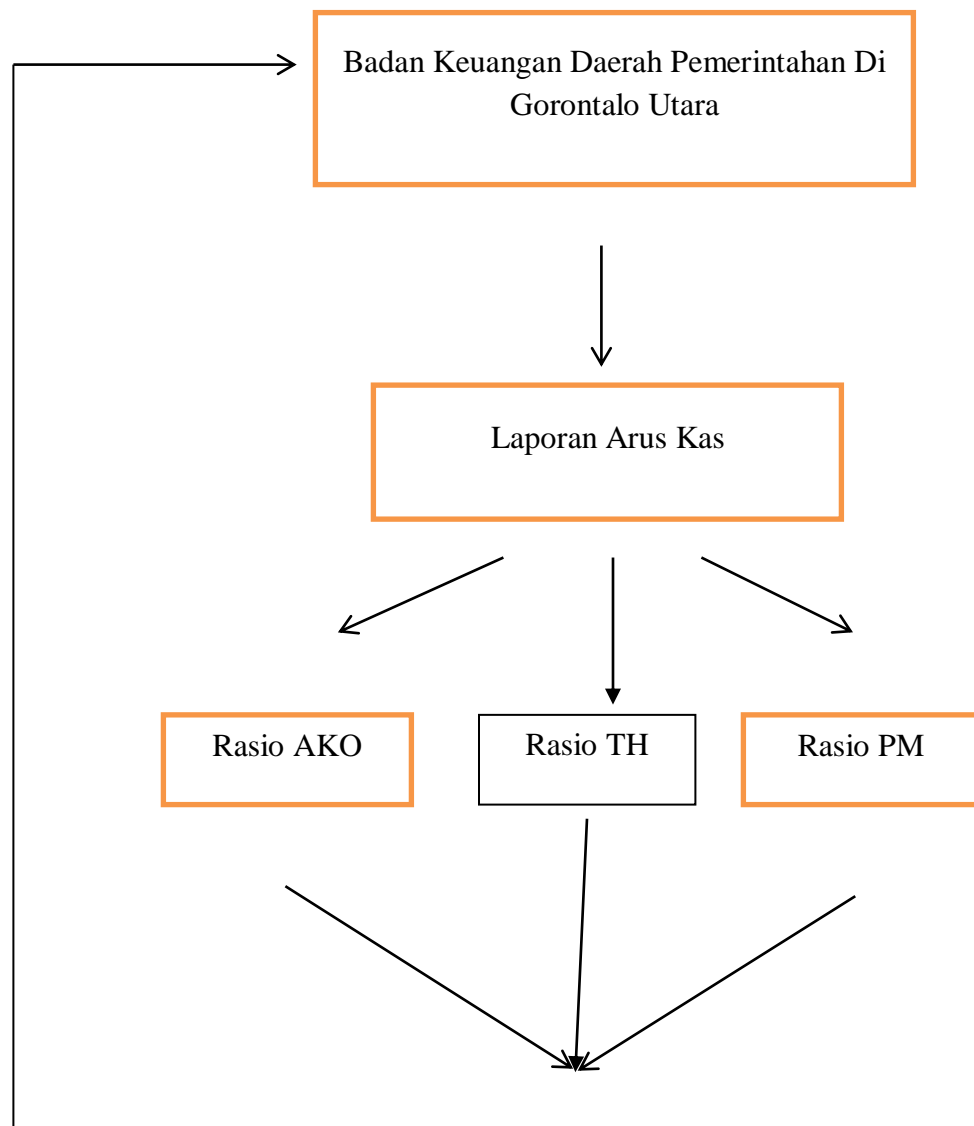 Badan Keuangan Daerah Pemerintahan Di
Gorontalo Utara
Laporan Arus Kas
Rasio AKO
Rasio TH
Rasio PM